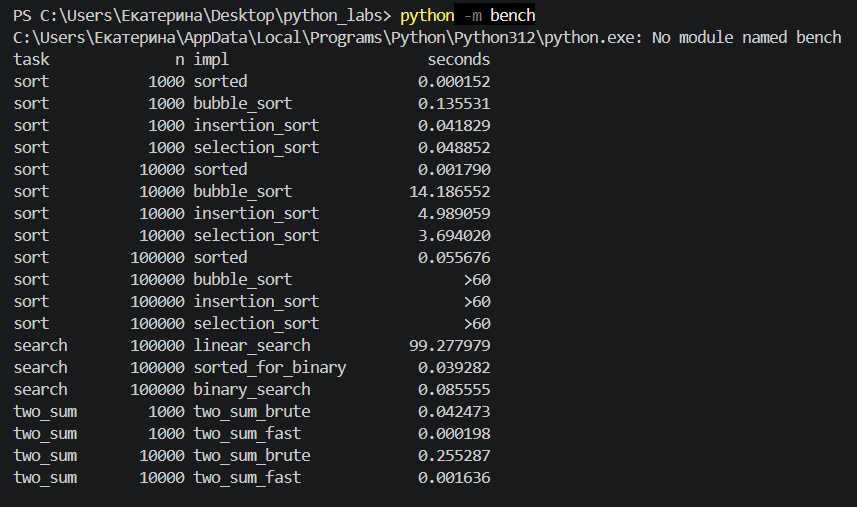 PS C:\Users\Екатерина\Desktop\python_labs> python -m bench
C:\Users\Екатерина\AppData\Local\Programs\Python\Python312\python.exe: No module named bench
task n impl seconds
sort 1000 sorted 0.000152
sort 1000 bubble_sort 0.135531
sort 1000 insertion_sort 0.041829
sort 1000 selection_sort 0.048852
sort 10000 sorted 0.001790
sort 10000 bubble_sort 14.186552
sort 10000 insertion_sort 4.989059
sort 10000 selection_sort 3.694020
sort 100000 sorted 0.055676
sort 100000 bubble_sort >60
sort 100000 insertion_sort >60
sort 100000 selection_sort >60
search 100000 linear_search 99.277979
search 100000 sorted_for_binary 0.039282
search 100000 binary_search 0.085555
two_sum 1000 two_sum_brute 0.042473
two_sum 1000 two_sum_fast 0.000198
two_sum 10000 two_sum_brute 0.255287
two_sum 10000 two_sum_fast 0.001636